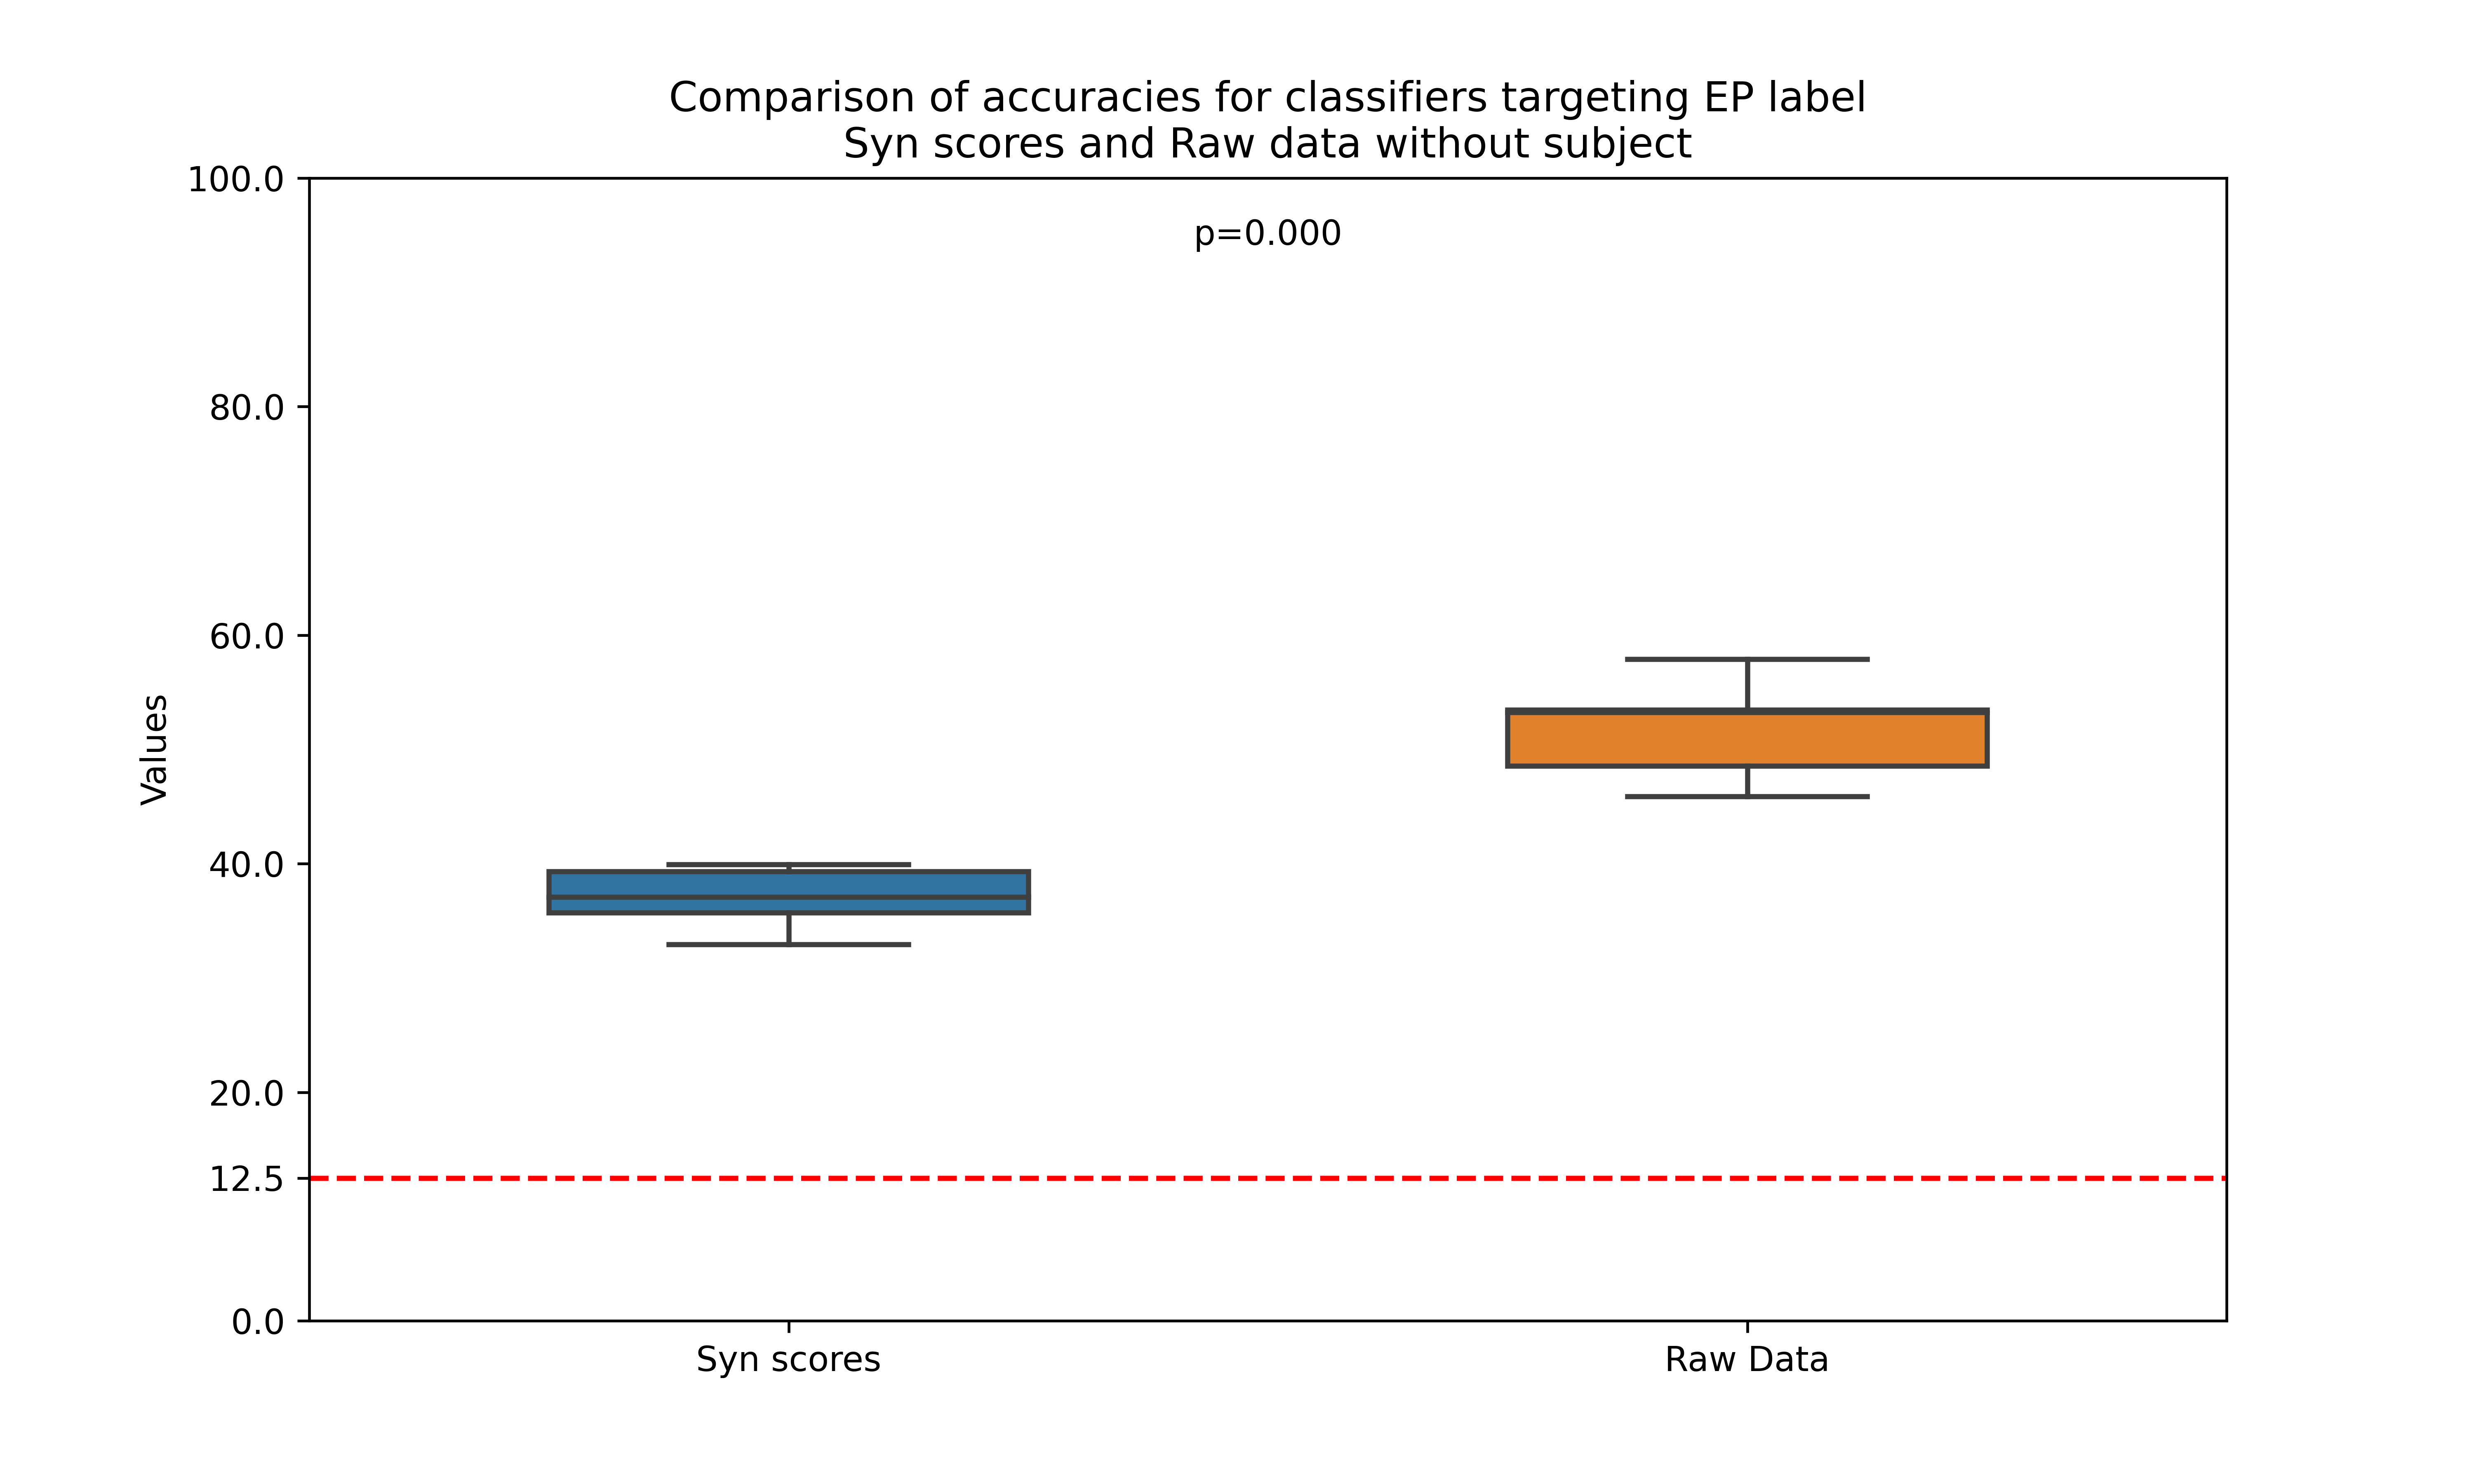 Comparison of accuracies for classifiers targeting EP label
Syn scores and Raw data without subject
100.0
p=0.000
80.0
60.0
Values
40.0
20.0
12.5
0.0
Syn scores
Raw Data